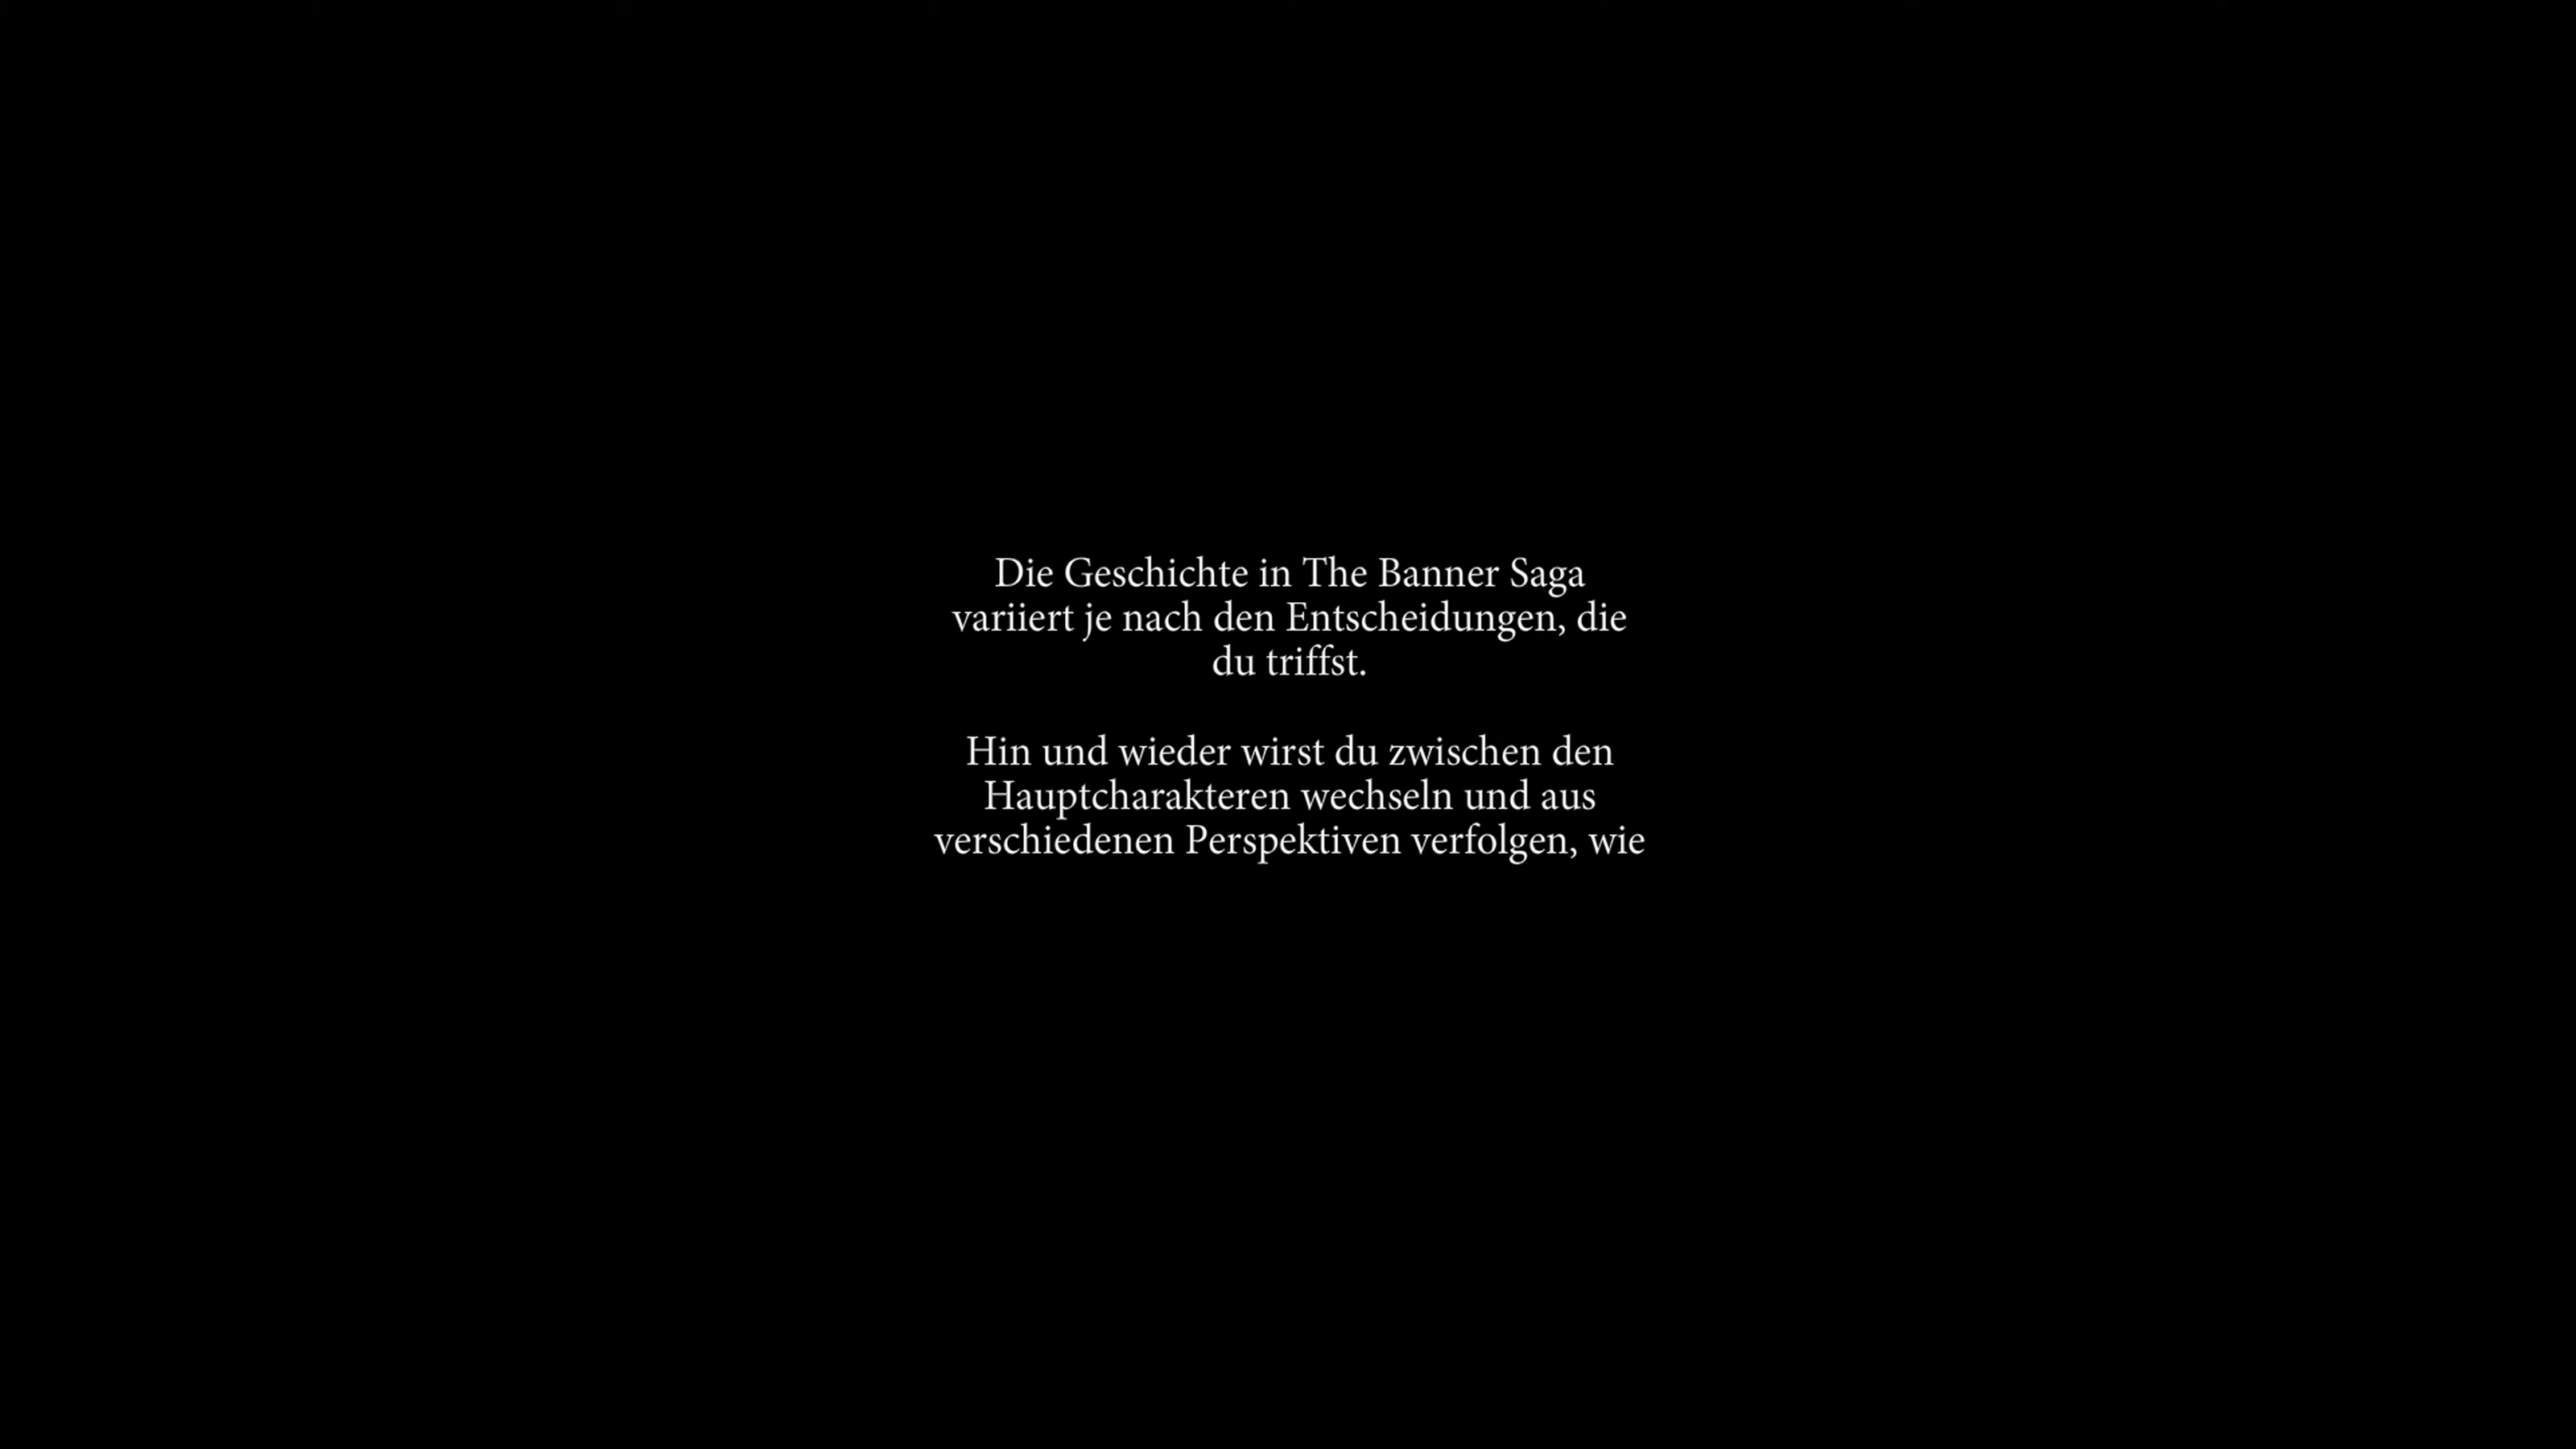 Die Geschichte in The Banner Saga
variiert je nach den Entscheidungen, die
du triffst.
Hin und wieder wirst du zwischen den
Hauptcharakteren wechseln und aus
verschiedenen Perspektiven verfolgen, wie